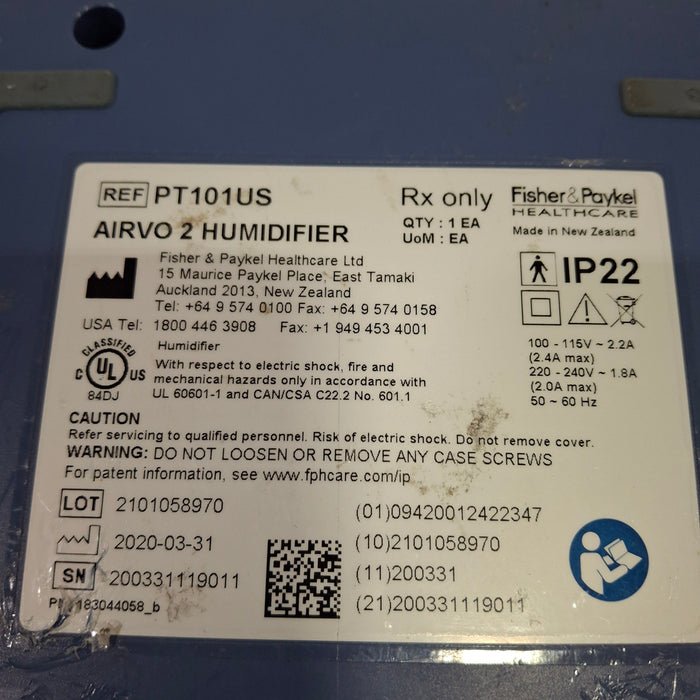 REF PT101US
Rx only
Fisher & Paykel
HEALTHCARE
AIRVO 2 HUMIDIFIER
QTY : 1 EA
UoM : EA
Made in New Zealand
Fisher & Paykel Healthcare Ltd
15 Maurice Paykel Place, East Tamaki
Auckland 2013, New Zealand
Tel: +64 9 574 0100 Fax: +64 9 574 0158
USA Tel: 1800 446 3908 Fax: +1 949 453 4001
IP22
CLASSIFIED
C UL US
84DJ
Humidifier
With respect to electric shock, fire and
mechanical hazards only in accordance with
UL 60601-1 and CAN/CSA C22.2 No. 601.1
100 - 115V ~ 2.2A
(2.4A max)
220 - 240V ~ 1.8A
(2.0A max)
50 ~ 60 Hz
CAUTION
Refer servicing to qualified personnel. Risk of electric shock. Do not remove cover.
WARNING: DO NOT LOOSEN OR REMOVE ANY CASE SCREWS
For patent information, see www.fphcare.com/ip
LOT 2101058970
2020-03-31
SN 200331119011
183044058_b
(01)09420012422347
(10)2101058970
(11)200331
(21)200331119011